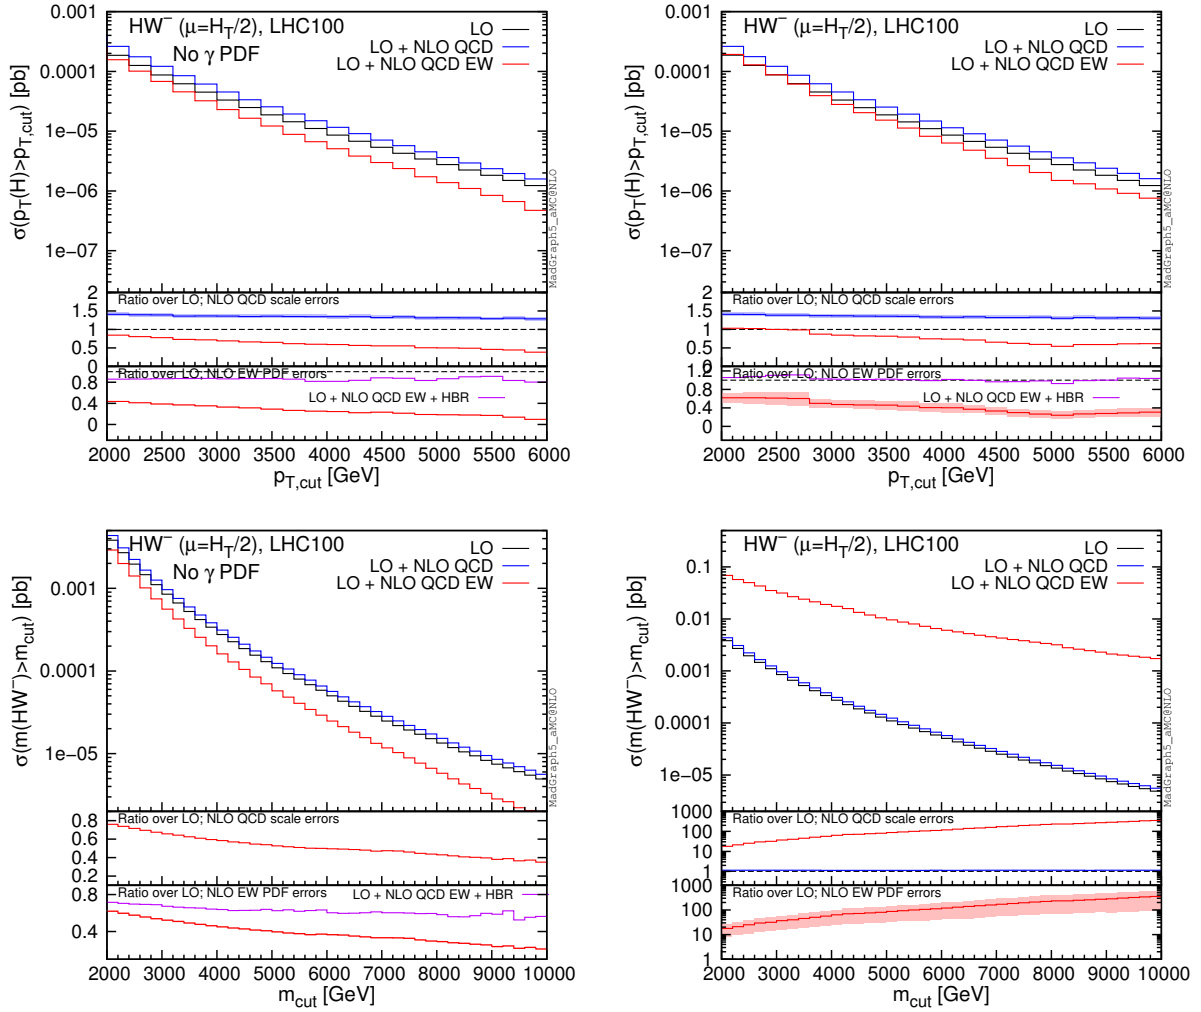 HW⁻ (μ=H_T/2), LHC100
No γ PDF
LO
LO + NLO QCD
LO + NLO QCD EW
σ(p_T(H)>p_T,cut) [pb]
0.001
0.0001
1e−05
1e−06
1e−07
MadGraph5_aMC@NLO
Ratio over LO; NLO QCD scale errors
2
1.5
1
0.5
0
Ratio over LO; NLO EW PDF errors
LO + NLO QCD EW + HBR
0.8
0.4
0
2000 2500 3000 3500 4000 4500 5000 5500 6000
p_T,cut [GeV]
HW⁻ (μ=H_T/2), LHC100
LO
LO + NLO QCD
LO + NLO QCD EW
σ(p_T(H)>p_T,cut) [pb]
0.001
0.0001
1e−05
1e−06
1e−07
MadGraph5_aMC@NLO
Ratio over LO; NLO QCD scale errors
2
1.5
1
0.5
0
Ratio over LO; NLO EW PDF errors
LO + NLO QCD EW + HBR
1.2
0.8
0.4
0
2000 2500 3000 3500 4000 4500 5000 5500 6000
p_T,cut [GeV]
HW⁻ (μ=H_T/2), LHC100
No γ PDF
LO
LO + NLO QCD
LO + NLO QCD EW
σ(m(HW⁻)>m_cut) [pb]
0.001
0.0001
1e−05
MadGraph5_aMC@NLO
Ratio over LO; NLO QCD scale errors
0.8
0.6
0.4
0.2
Ratio over LO; NLO EW PDF errors
LO + NLO QCD EW + HBR
0.8
0.4
2000 3000 4000 5000 6000 7000 8000 9000 10000
m_cut [GeV]
HW⁻ (μ=H_T/2), LHC100
LO
LO + NLO QCD
LO + NLO QCD EW
σ(m(HW⁻)>m_cut) [pb]
0.1
0.01
0.001
0.0001
1e−05
MadGraph5_aMC@NLO
Ratio over LO; NLO QCD scale errors
1000
100
10
1
Ratio over LO; NLO EW PDF errors
1000
100
10
1
2000 3000 4000 5000 6000 7000 8000 9000 10000
m_cut [GeV]